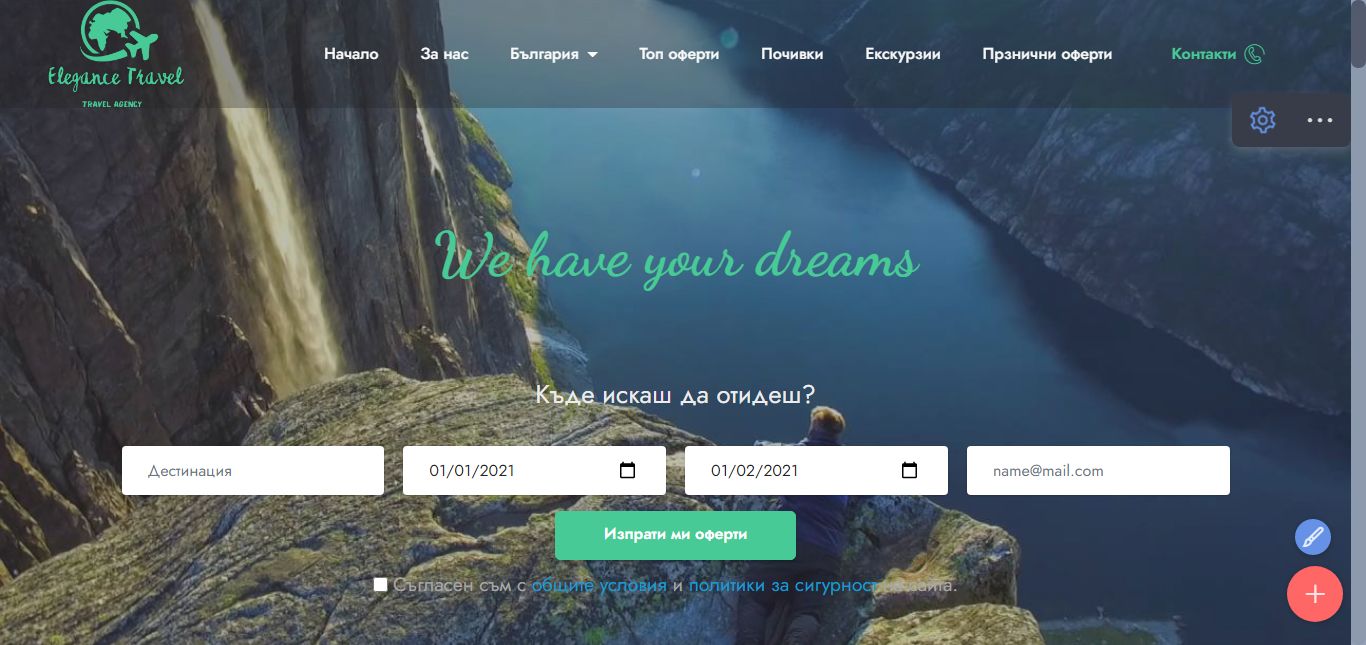 Elegance Travel
TRAVEL AGENCY
Начало За нас България Топ оферти Почивки Екскурзии Прзнични оферти Контакти
We have your dreams
Къде искаш да отидеш?
Дестинация 01/01/2021 01/02/2021 name@mail.com
Изпрати ми оферти
Съгласен съм с общите условия и политики за сигурност на сайта.